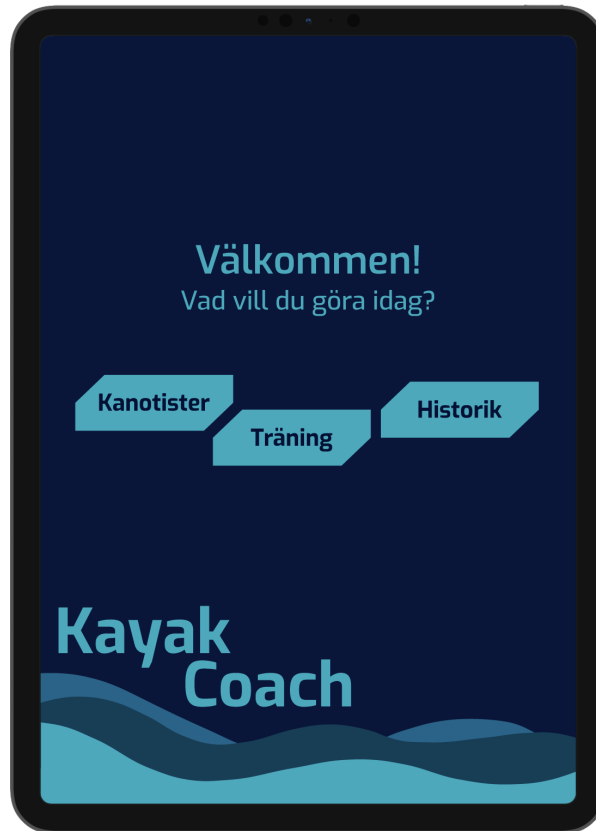 Välkommen!
Vad vill du göra idag?
Kanotister
Träning
Historik
Kayak
Coach